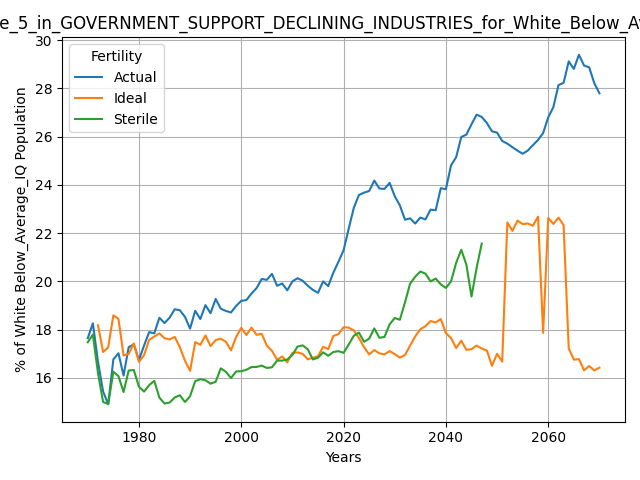 e_5_in_GOVERNMENT_SUPPORT_DECLINING_INDUSTRIES_for_White_Below_A
Fertility
Actual
Ideal
Sterile
% of White Below_Average_IQ Population
30
28
26
24
22
20
18
16
1980
2000
2020
2040
2060
Years